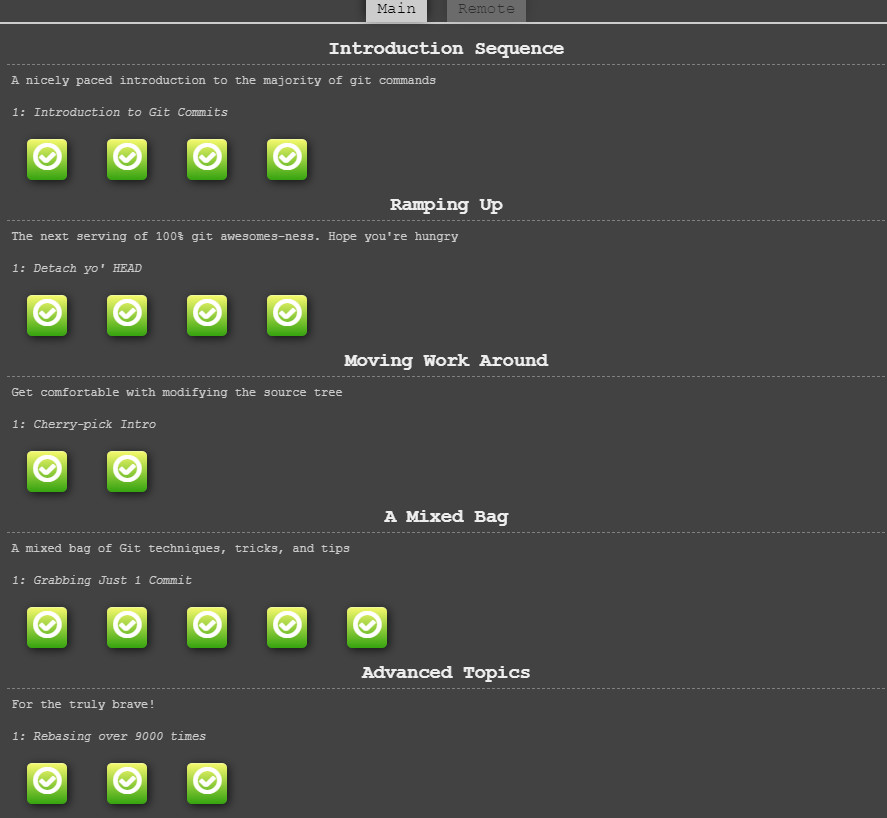 Main Remote
Introduction Sequence
A nicely paced introduction to the majority of git commands
1: Introduction to Git Commits
Ramping Up
The next serving of 100% git awesomes-ness. Hope you're hungry
1: Detach yo' HEAD
Moving Work Around
Get comfortable with modifying the source tree
1: Cherry-pick Intro
A Mixed Bag
A mixed bag of Git techniques, tricks, and tips
1: Grabbing Just 1 Commit
Advanced Topics
For the truly brave!
1: Rebasing over 9000 times